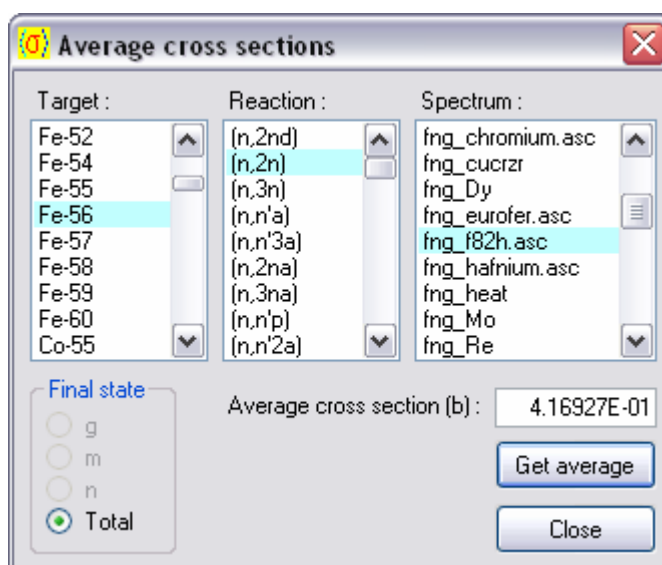 ⟨σ⟩ Average cross sections
Target :
Fe-52
Fe-54
Fe-55
Fe-56
Fe-57
Fe-58
Fe-59
Fe-60
Co-55
Reaction :
(n,2nd)
(n,2n)
(n,3n)
(n,n'a)
(n,n'3a)
(n,2na)
(n,3na)
(n,n'p)
(n,n'2a)
Spectrum :
fng_chromium.asc
fng_cucrzr
fng_Dy
fng_eurofer.asc
fng_f82h.asc
fng_hafnium.asc
fng_heat
fng_Mo
fng_Re
Final state
g
m
n
Total
Average cross section (b) : 4.16927E-01
Get average
Close